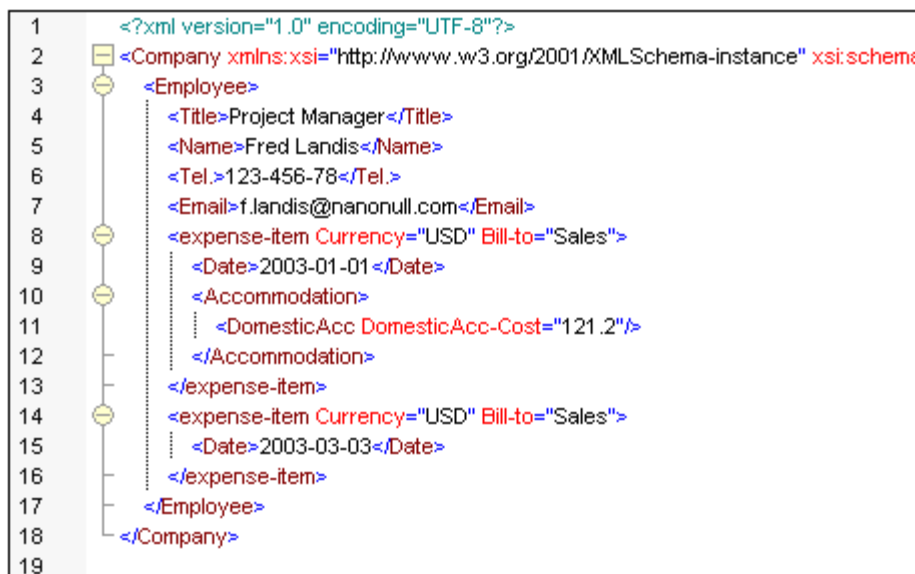 1 <?xml version="1.0" encoding="UTF-8"?>
2 <Company xmlns:xsi="http://www.w3.org/2001/XMLSchema-instance" xsi:schema
3 <Employee>
4 <Title>Project Manager</Title>
5 <Name>Fred Landis</Name>
6 <Tel.>123-456-78</Tel.>
7 <Email>f.landis@nanonull.com</Email>
8 <expense-item Currency="USD" Bill-to="Sales">
9 <Date>2003-01-01</Date>
10 <Accommodation>
11 <DomesticAcc DomesticAcc-Cost="121.2"/>
12 </Accommodation>
13 </expense-item>
14 <expense-item Currency="USD" Bill-to="Sales">
15 <Date>2003-03-03</Date>
16 </expense-item>
17 </Employee>
18 </Company>
19